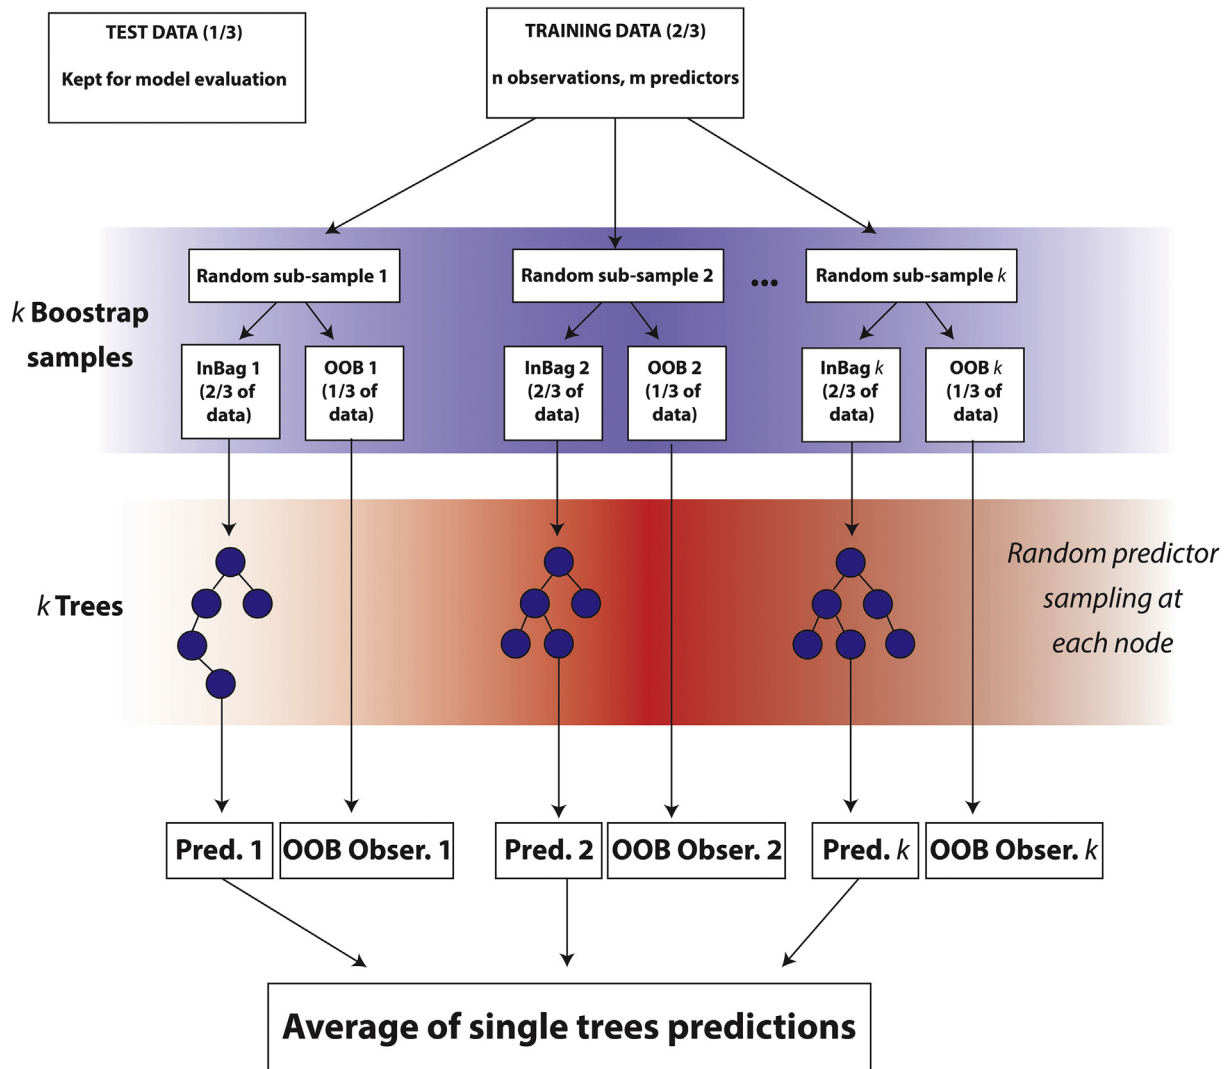 TEST DATA (1/3)
Kept for model evaluation
TRAINING DATA (2/3)
n observations, m predictors
k Boostrap
samples
Random sub-sample 1
Random sub-sample 2
...
Random sub-sample k
InBag 1
(2/3 of
data)
OOB 1
(1/3 of
data)
InBag 2
(2/3 of
data)
OOB 2
(1/3 of
data)
InBag k
(2/3 of
data)
OOB k
(1/3 of
data)
k Trees
Random predictor
sampling at
each node
Pred. 1
OOB Obser. 1
Pred. 2
OOB Obser. 2
Pred. k
OOB Obser. k
Average of single trees predictions